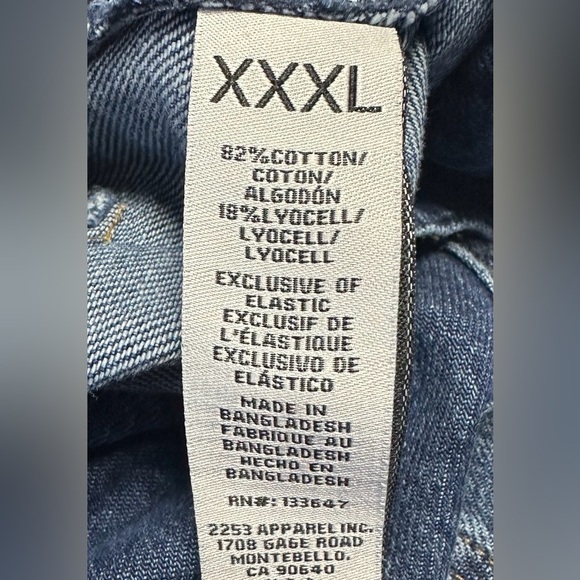 XXXL
82%COTTON/
COTON/
ALGODÓN
18%LYOCELL/
LYOCELL/
LYOCELL
EXCLUSIVE OF
ELASTIC
EXCLUSIF DE
L'ÉLASTIQUE
EXCLUSIVO DE
ELÁSTICO
MADE IN
BANGLADESH
FABRIQUE AU
BANGLADESH
HECHO EN
BANGLADESH
RN#: 133647
2253 APPAREL INC.
1708 GAGE ROAD
MONTEBELLO,
CA 90640